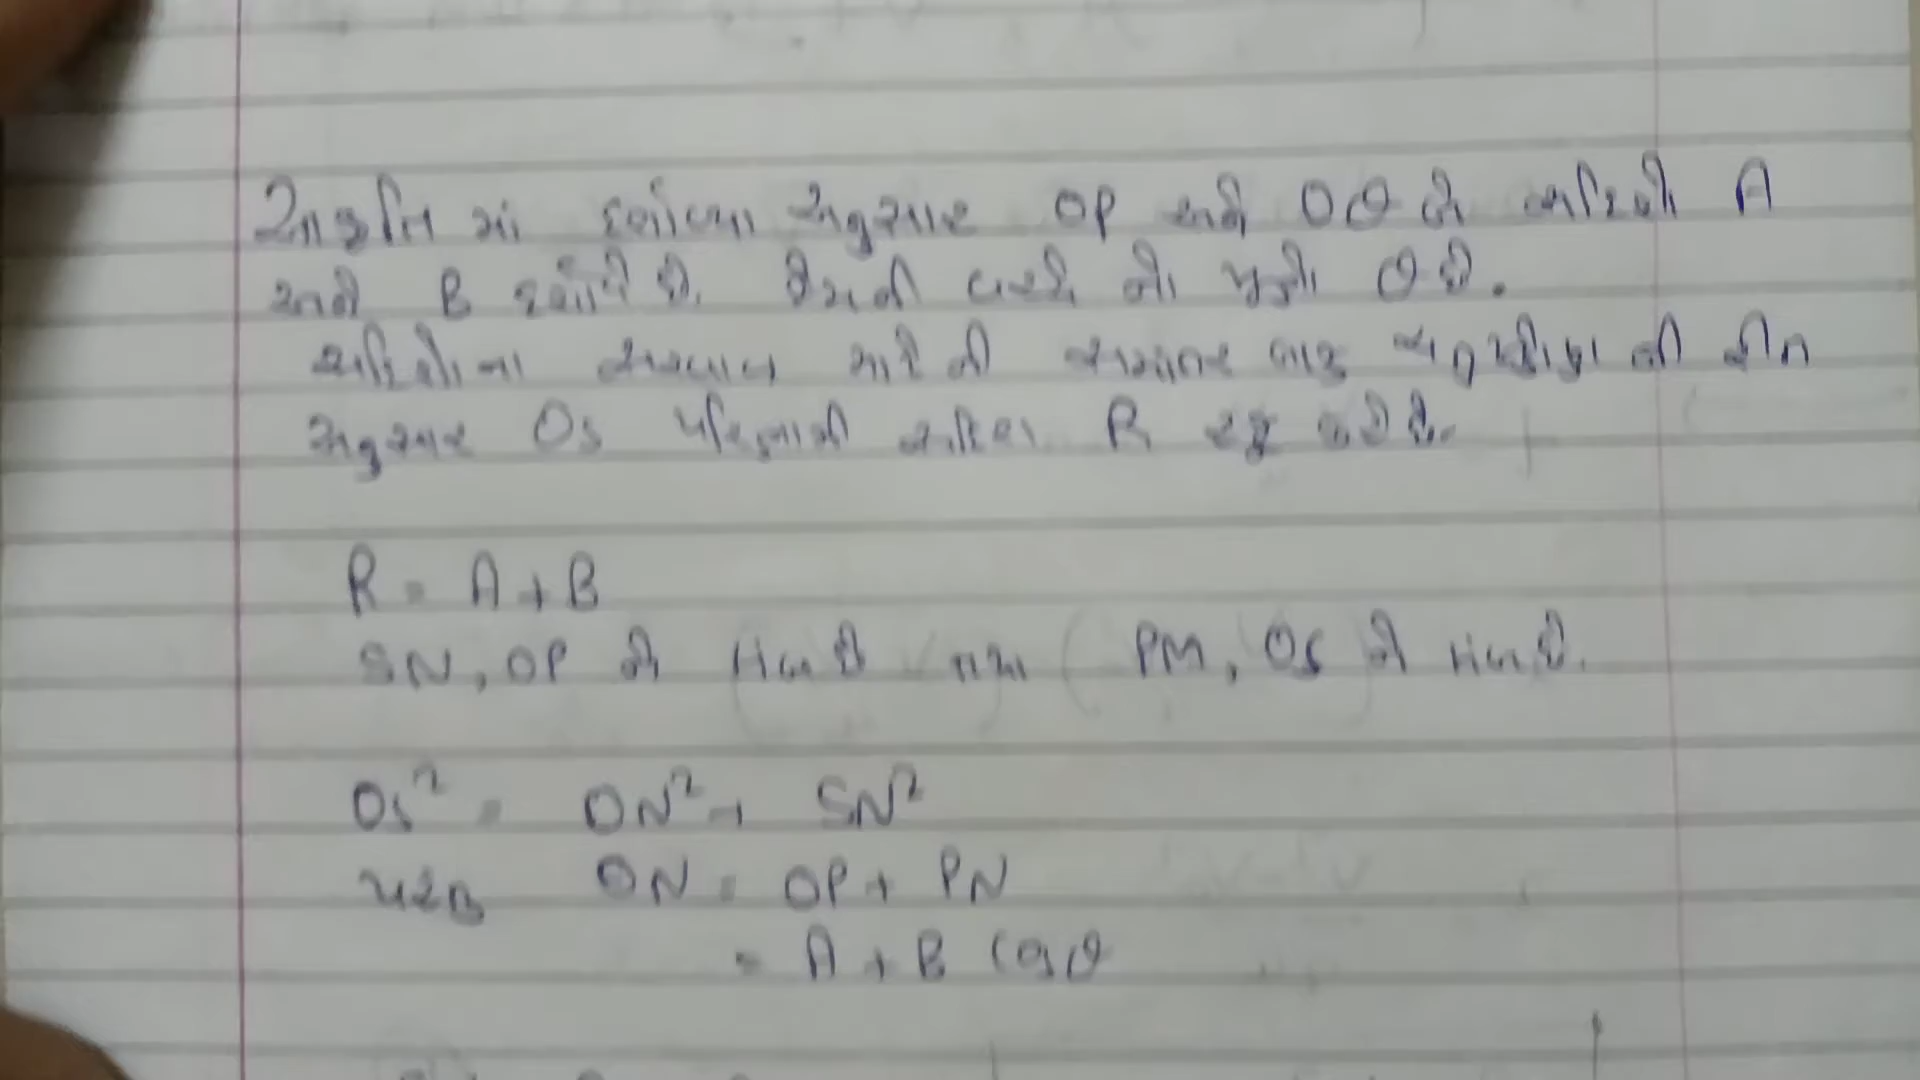 આકૃતિ માં દર્શાવ્યા અનુસાર OP અને OQ બે સદિશો A
અને B દર્શાવે છે. તેમની વચ્ચે નો ખૂણો θ છે.
સદિશોના સરવાળા માટે ની સમાંતર બાજુ ચતુષ્કોણ ની રીત
અનુસાર OS પરિણામી સદિશ R રજૂ કરે છે.
R = A + B
SN, OP ને લંબ છે તથા PM, OS ને લંબ છે.
OS² = ON² + SN²
પરંતુ ON = OP + PN
= A + B cosθ